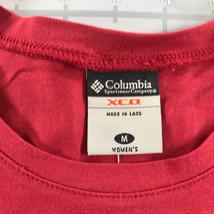 Columbia
Sportswear Company
XCO
MADE IN LAOS
M
WOMEN'S